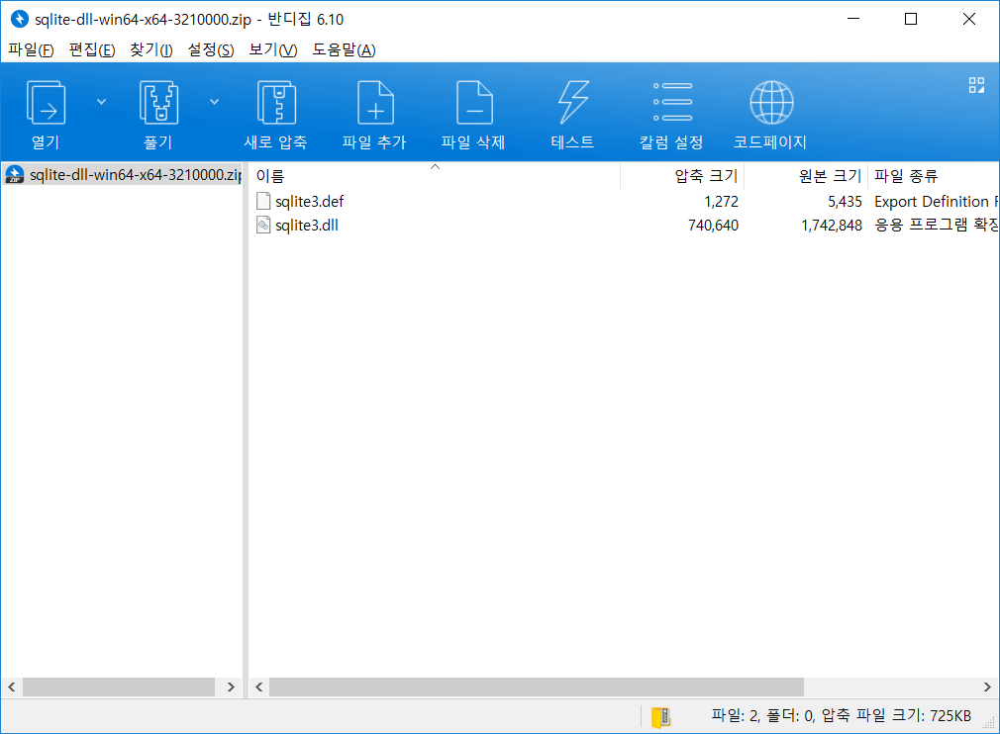 sqlite-dll-win64-x64-3210000.zip - 반디집 6.10
파일(F) 편집(E) 찾기(I) 설정(S) 보기(V) 도움말(A)
열기 풀기 새로 압축 파일 추가 파일 삭제 테스트 칼럼 설정 코드페이지
sqlite-dll-win64-x64-3210000.zip
이름 압축 크기 원본 크기 파일 종류
sqlite3.def 1,272 5,435 Export Definition F
sqlite3.dll 740,640 1,742,848 응용 프로그램 확장
파일: 2, 폴더: 0, 압축 파일 크기: 725KB